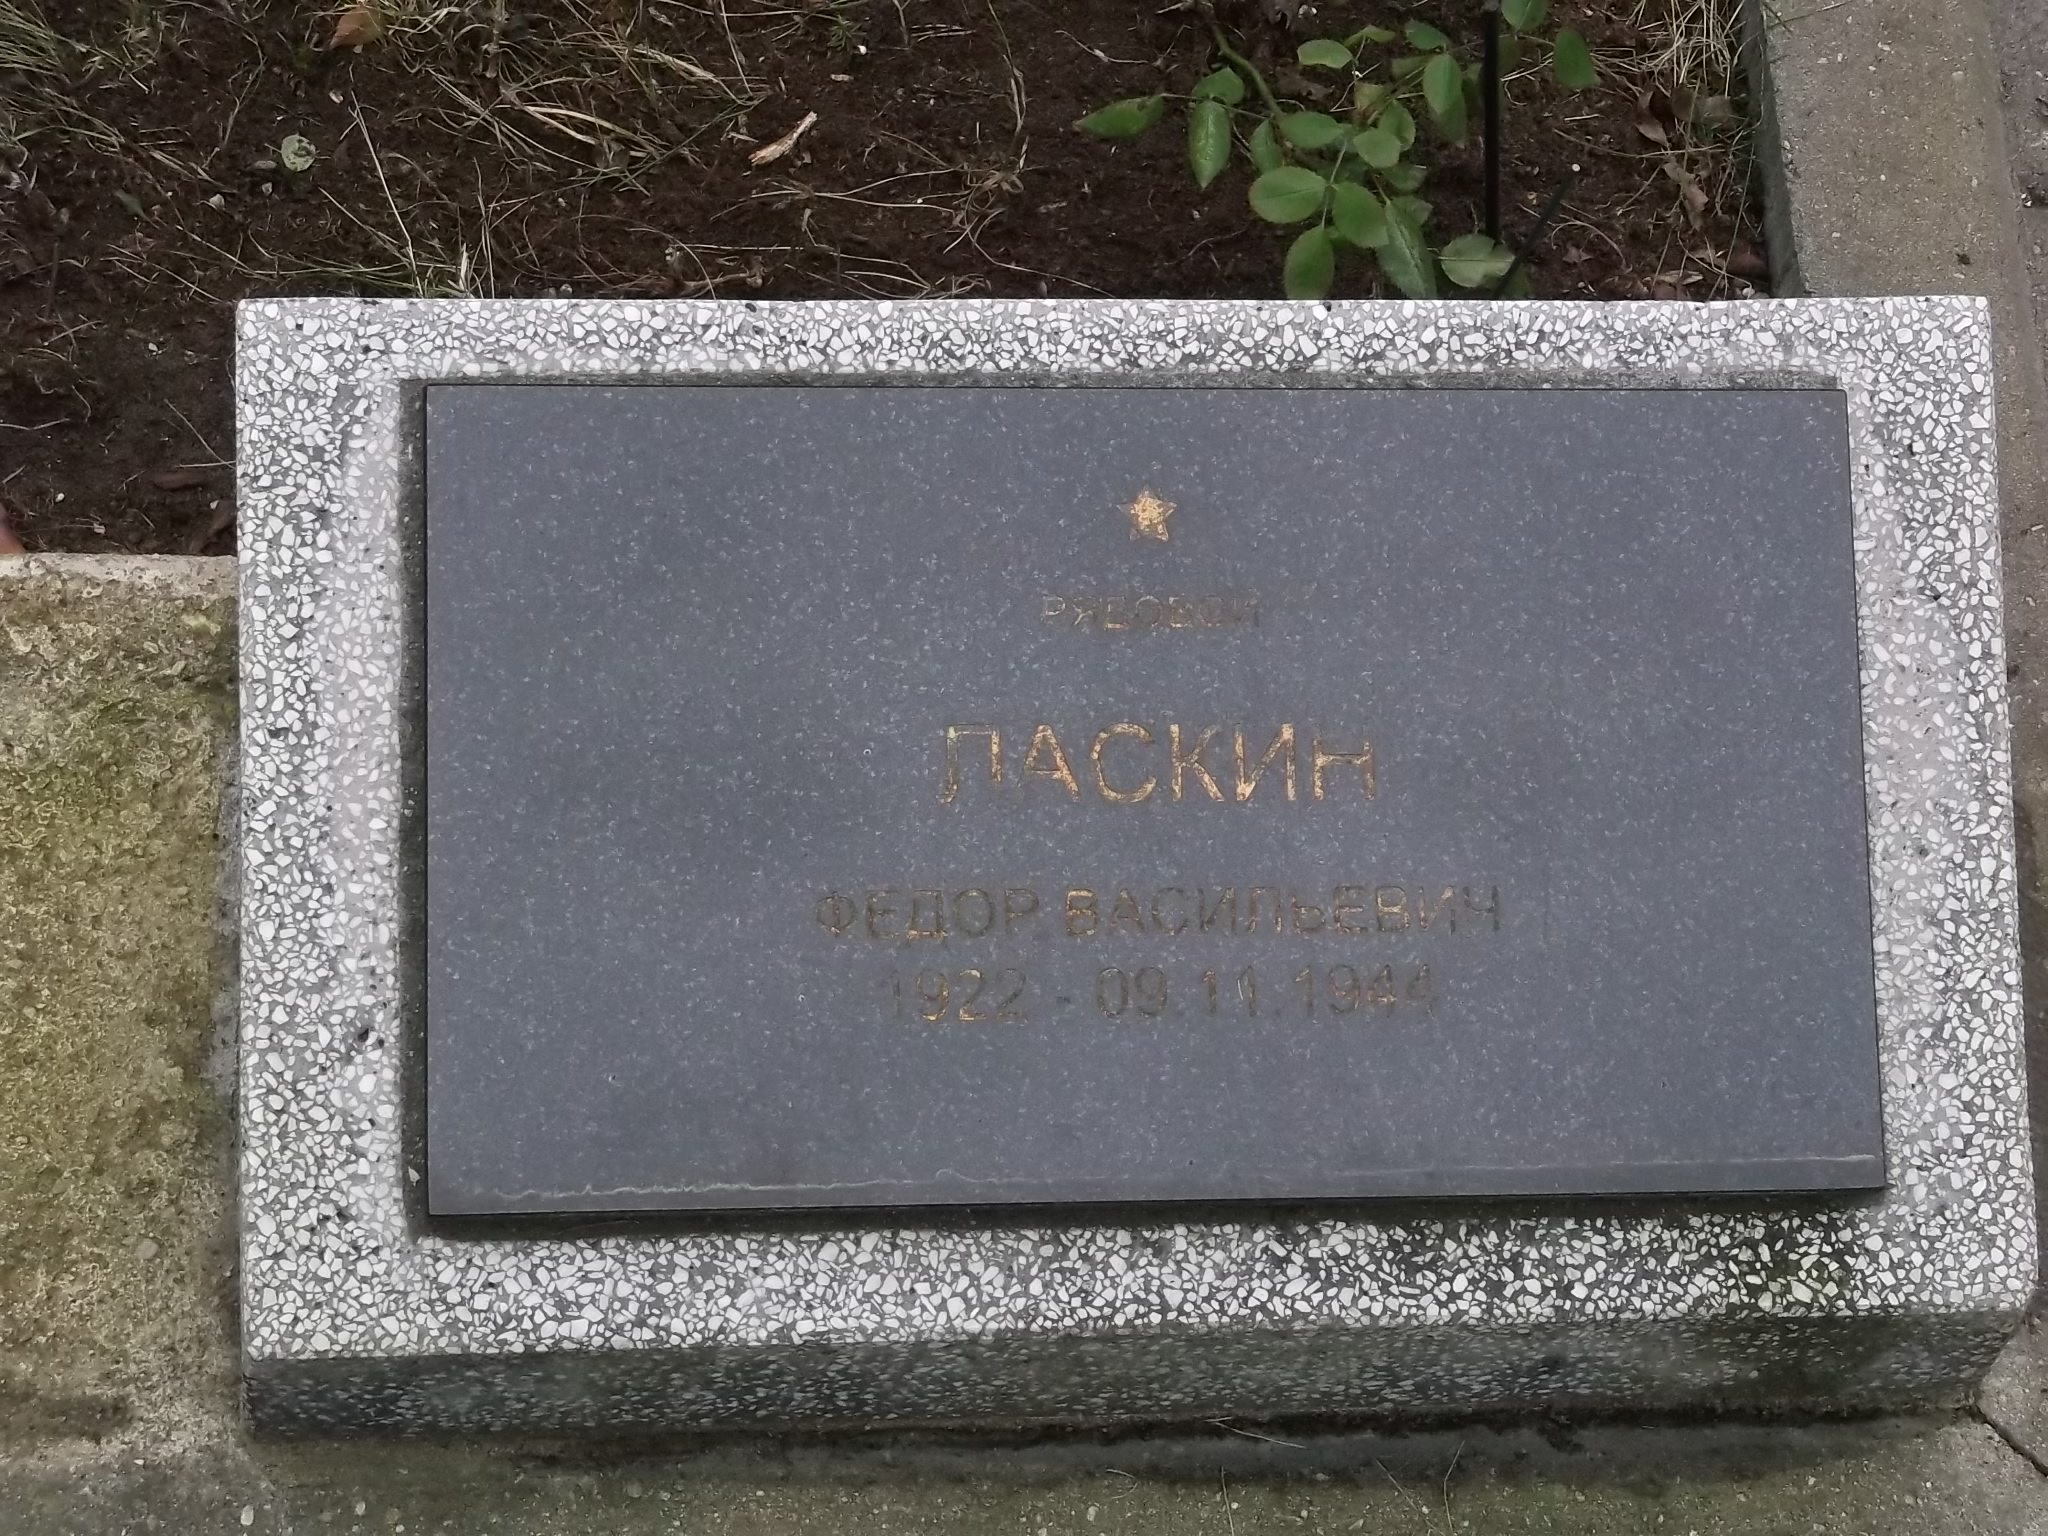 РЯДОВОЙ
ЛАСКИН
ФЕДОР ВАСИЛЬЕВИЧ
1922 - 09.11.1944